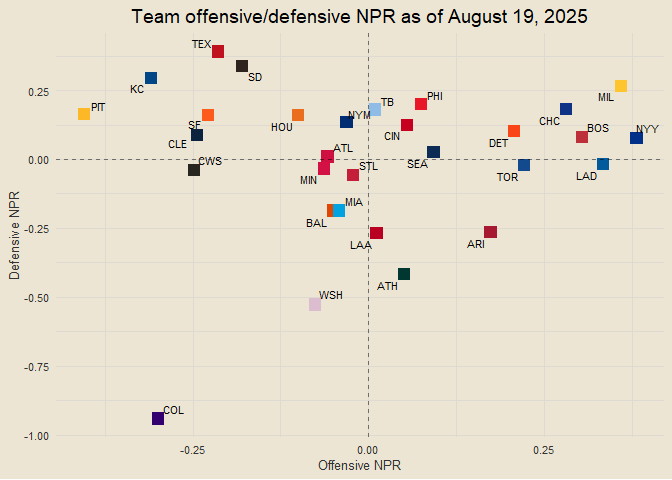 Team offensive/defensive NPR as of August 19, 2025
TEX
SD
KC
0.25
MIL
PHI
TB
PIT
NYM
CHC
SF
HOU
BOS
NYY
CIN
DET
CLE
ATL
0.00
CWS
STL
SEA
MIN
TOR
LAD
MIA
BAL
-0.25
LAA
ARI
ATH
WSH
-0.50
-0.75
COL
-1.00
-0.25
0.00
0.25
Offensive NPR
Defensive NPR